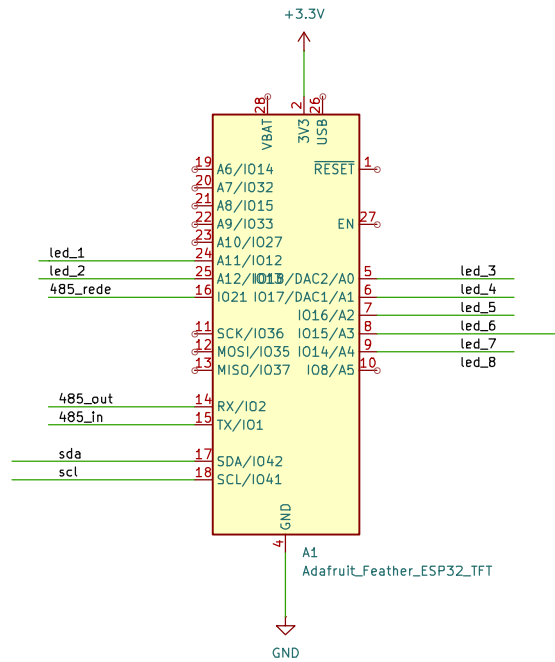 +3.3V
28 2 26
VBAT 3V3 USB
19 A6/IO14 RESET 1
20 A7/IO32
21 A8/IO15
22 A9/IO33 EN 27
23 A10/IO27
led_1 24 A11/IO12
led_2 25 A12/IO13 IO18/DAC2/A0 5 led_3
485_rede 16 IO21 IO17/DAC1/A1 6 led_4
IO16/A2 7 led_5
11 SCK/IO36 IO15/A3 8 led_6
12 MOSI/IO35 IO14/A4 9 led_7
13 MISO/IO37 IO8/A5 10 led_8
485_out 14 RX/IO2
485_in 15 TX/IO1
sda 17 SDA/IO42
scl 18 SCL/IO41
GND
4 A1
Adafruit_Feather_ESP32_TFT
GND